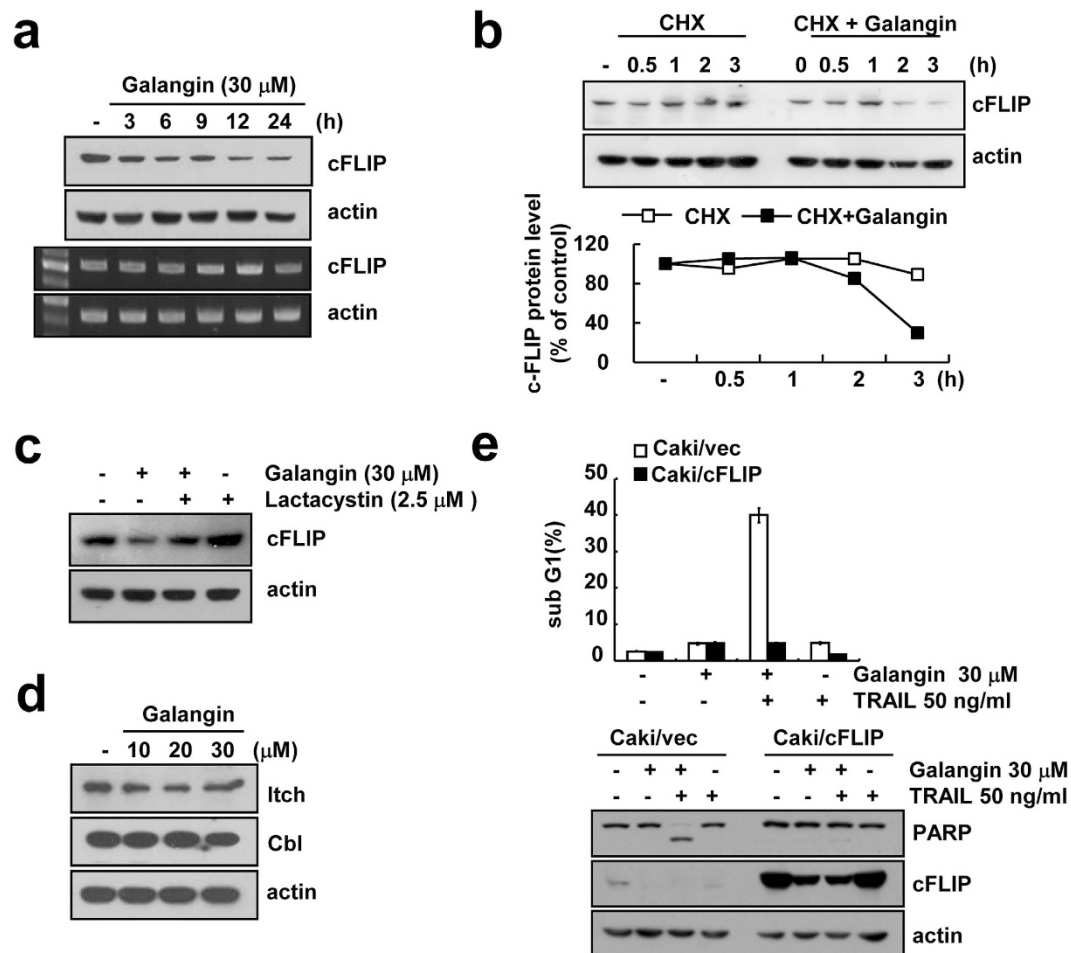 a
Galangin (30 μM)
- 3 6 9 12 24 (h)
cFLIP
actin
cFLIP
actin
b
CHX CHX + Galangin
- 0.5 1 2 3 0 0.5 1 2 3 (h)
cFLIP
actin
CHX CHX+Galangin
c-FLIP protein level
(% of control)
120
80
40
0
- 0.5 1 2 3 (h)
c
- + + - Galangin (30 μM)
- - + + Lactacystin (2.5 μM )
cFLIP
actin
d
Galangin
- 10 20 30 (μM)
Itch
Cbl
actin
e
Caki/vec
Caki/cFLIP
sub G1(%)
50
40
30
20
10
0
- + + - Galangin 30 μM
- - + + TRAIL 50 ng/ml
Caki/vec Caki/cFLIP
- + + - - + + - Galangin 30 μM
- - + + - - + + TRAIL 50 ng/ml
PARP
cFLIP
actin